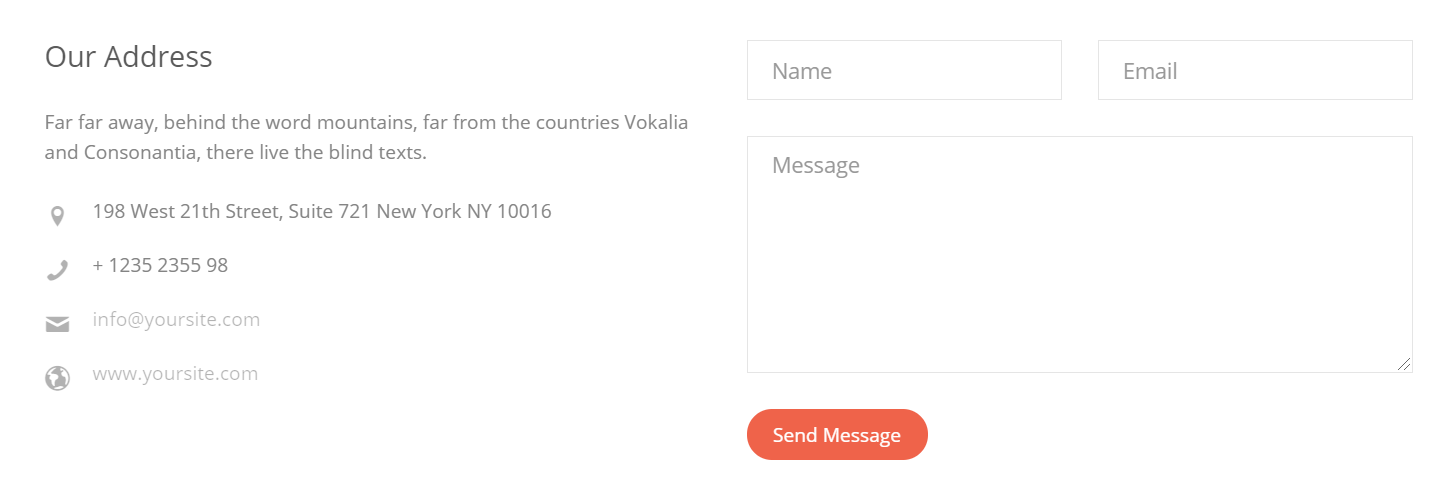 Our Address
Far far away, behind the word mountains, far from the countries Vokalia
and Consonantia, there live the blind texts.
198 West 21th Street, Suite 721 New York NY 10016
+ 1235 2355 98
info@yoursite.com
www.yoursite.com
Name
Email
Message
Send Message